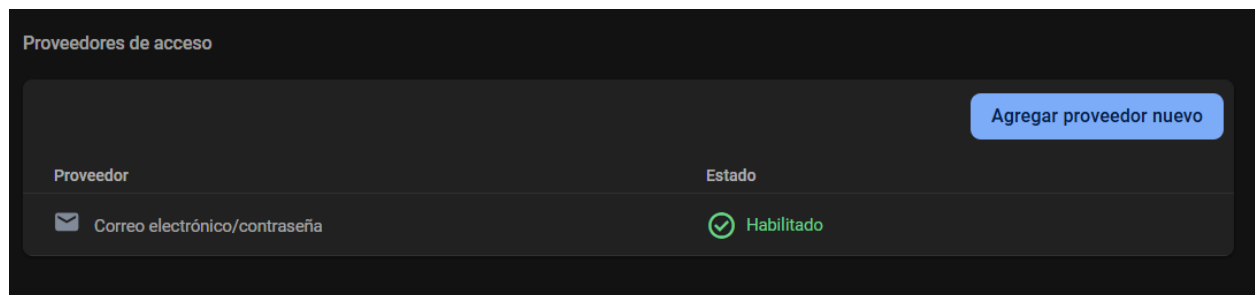 Proveedores de acceso
Agregar proveedor nuevo
Proveedor Estado
Correo electrónico/contraseña Habilitado